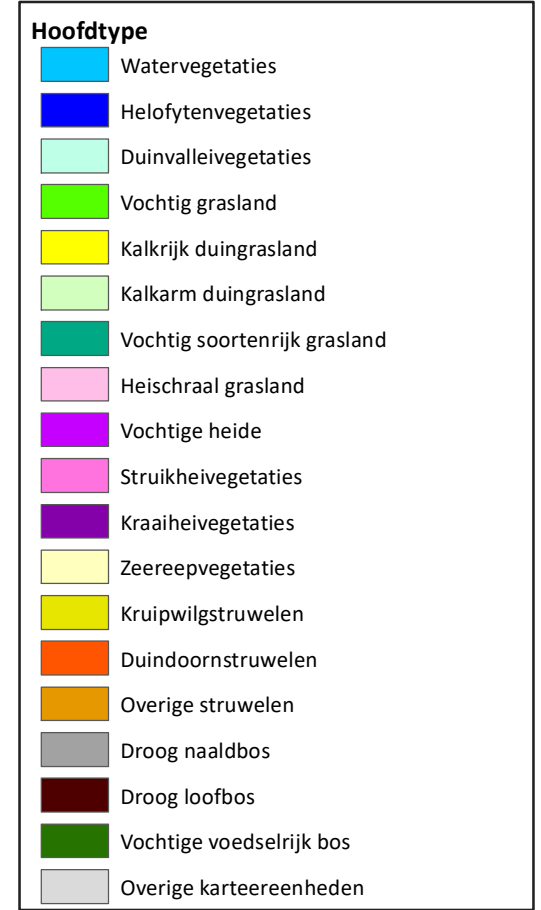 Hoofdtype
Watervegetaties
Helofytenvegetaties
Duinvalleivegetaties
Vochtig grasland
Kalkrijk duingrasland
Kalkarm duingrasland
Vochtig soortenrijk grasland
Heischraal grasland
Vochtige heide
Struikheivegetaties
Kraaiheivegetaties
Zeereepvegetaties
Kruipwilgstruwelen
Duindoornstruwelen
Overige struwelen
Droog naaldbos
Droog loofbos
Vochtige voedselrijk bos
Overige karteereenheden